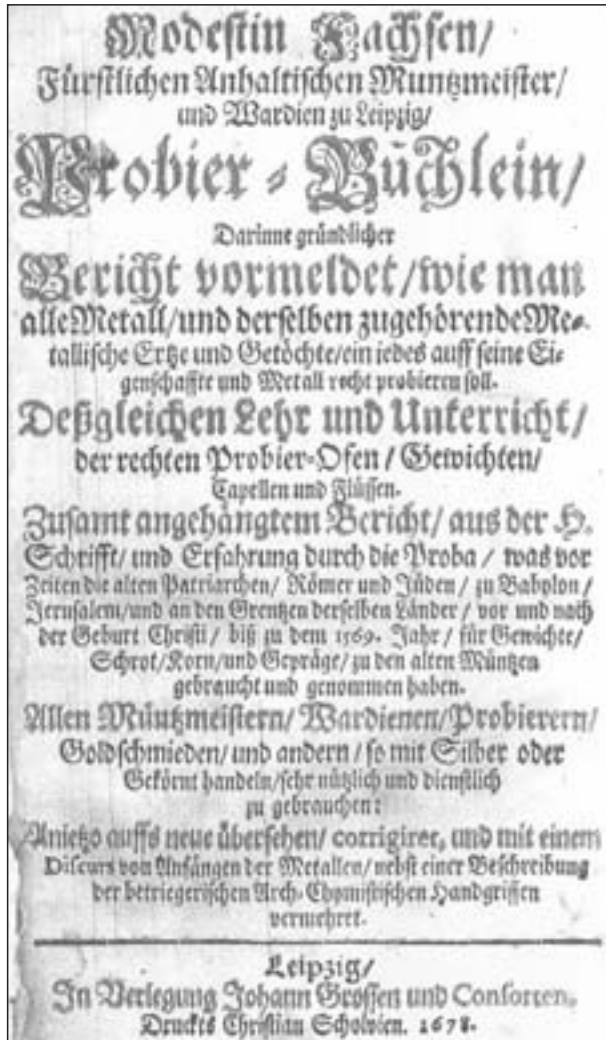 Modestin Fachsen/
Fürstlichen Anhaltischen Muntzmeister/
und Wardien zu Leipzig/
Probier-Büchlein/
Darinne gründlicher
Bericht vormeldet/wie man
alle Metall/und derselben zugehörende Me-
tallische Ertze und Getöchte/ein iedes auff seine Ei-
genschaffte und Metall recht probieren soll.
Deßgleichen Lehr und Unterricht/
der rechten Probier-Ofen/Gewichten/
Capellen und Flüssen.
Zusamt angehängtem Bericht/aus der H.
Schrifft/und Erfahrung durch die Proba/was vor
Zeiten die alten Patriarchen/Römer und Jüden/zu Babylon/
Jerusalem/und an den Grentzen derselben Länder/vor und nach
der Geburt Christi/biß zu dem 1569. Jahr/für Gewichte/
Schrot/Korn/und Gepräge/zu den alten Müntzen
gebraucht und genommen haben.
Allen Müntzmeistern/Wardienen/Probierern/
Goldschmieden/und andern/so mit Silber oder
Gekörnt handeln/sehr nützlich und dienstlich
zu gebrauchen:
Anietzo auffs neue übersehen/corrigiret, und mit einem
Discurs von Anfängen der Metallen/nebst einer Beschreibung
der betriegerischen Arch-Chymistischen Handgriffen
vermehret.
Leipzig/
In Verlegung Johann Grossen und Consorten,
Druckts Christian Scholvien. 1678.